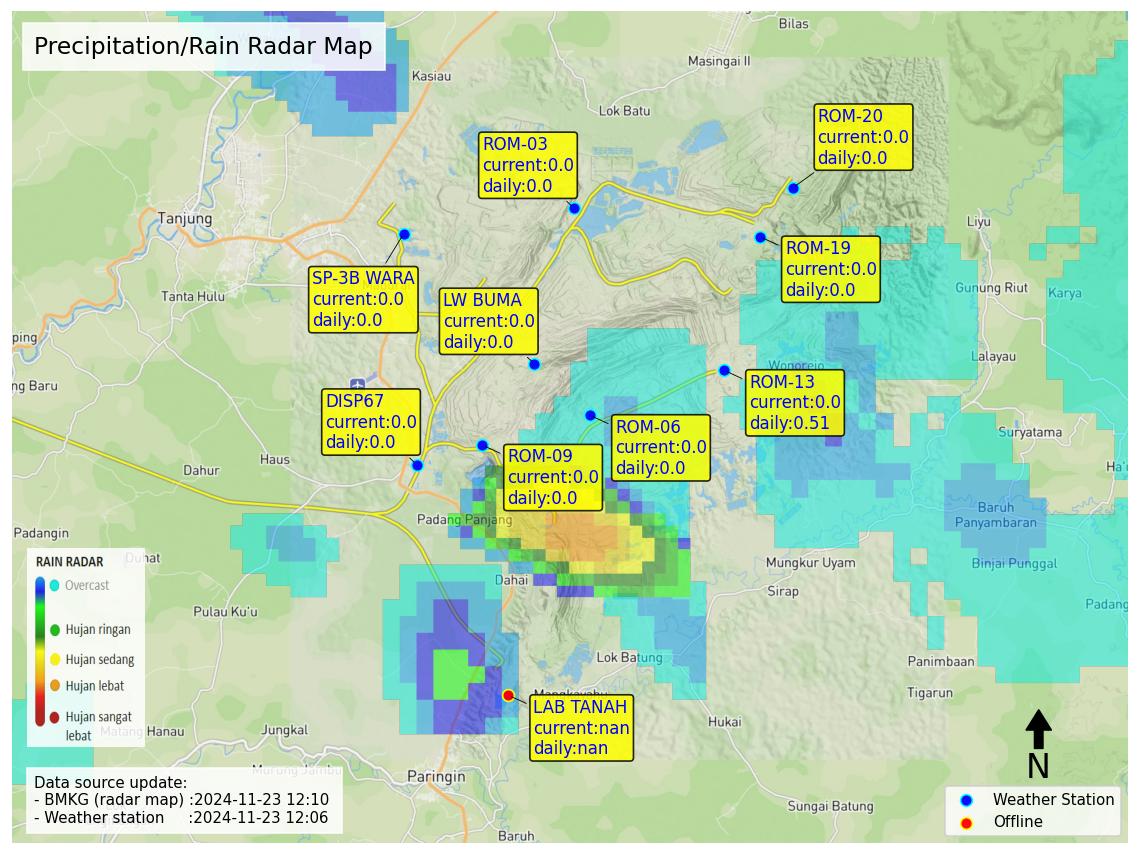 Precipitation/Rain Radar Map
Bilas
Masingai II
Kasiau
Lok Batu
ROM-20
current:0.0
daily:0.0
ROM-03
current:0.0
daily:0.0
Tanjung
Liyu
ROM-19
current:0.0
daily:0.0
SP-3B WARA
current:0.0
daily:0.0
Tanta Hulu
LW BUMA
current:0.0
daily:0.0
Gunung Riut
Karya
ping
Lalayau
Wonorejo
ng Baru
ROM-13
current:0.0
daily:0.51
DISP67
current:0.0
daily:0.0
ROM-06
current:0.0
daily:0.0
Suryatama
ROM-09
current:0.0
daily:0.0
Haus
Dahur
Ha'u
Padang Panjang
Baruh
Panyambaran
Padangin
Duhat
Mungkur Uyam
Binjai Punggal
RAIN RADAR
Overcast
Hujan ringan
Hujan sedang
Hujan lebat
Hujan sangat
lebat
Dahai
Sirap
Pulau Ku'u
Padang
Lok Batung
Panimbaan
Tigarun
Mangkayahu
LAB TANAH
current:nan
daily:nan
Hukai
Matang Hanau
Jungkal
Murung Jambu
Paringin
N
Data source update:
- BMKG (radar map) :2024-11-23 12:10
- Weather station :2024-11-23 12:06
Weather Station
Offline
Sungai Batung
Baruh